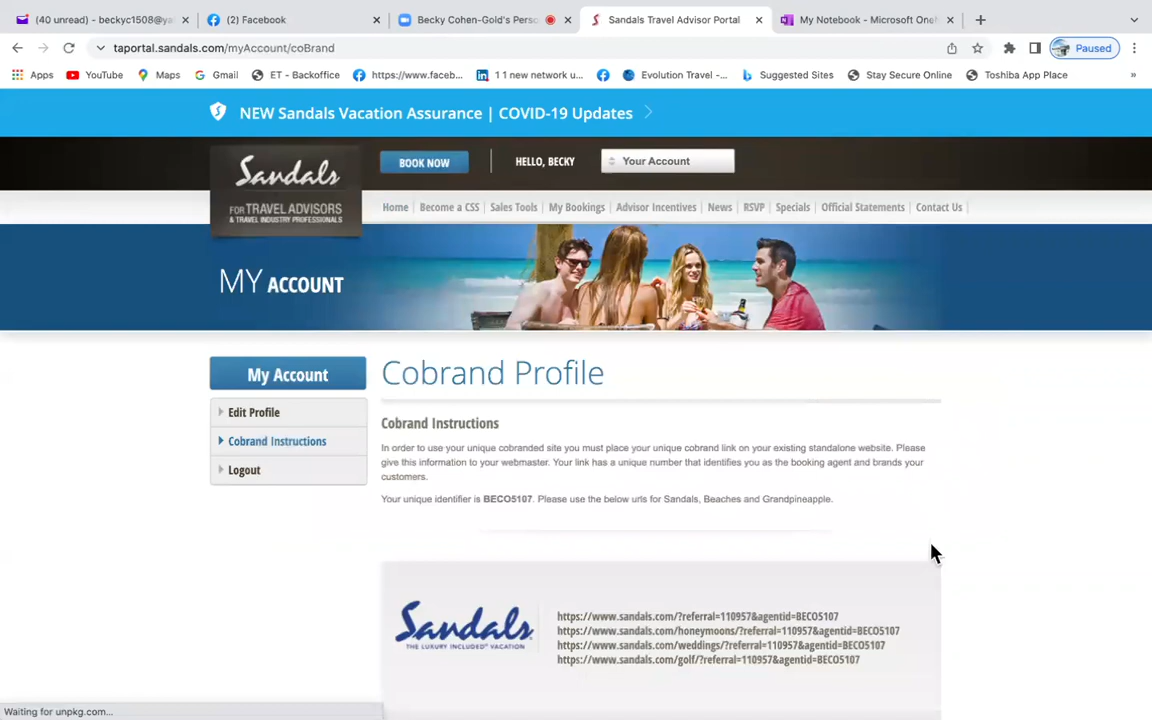 (40 unread) - beckyc1508@ya
(2) Facebook
Becky Cohen-Gold's Perso
Sandals Travel Advisor Portal
My Notebook - Microsoft OneN
taportal.sandals.com/myAccount/coBrand
Paused
Apps
YouTube
Maps
Gmail
ET - Backoffice
https://www.faceb...
1 1 new network u...
Evolution Travel -...
Suggested Sites
Stay Secure Online
Toshiba App Place
»
NEW Sandals Vacation Assurance | COVID-19 Updates
Sandals
FOR TRAVEL ADVISORS
& TRAVEL INDUSTRY PROFESSIONALS
BOOK NOW
HELLO, BECKY
Your Account
Home
Become a CSS
Sales Tools
My Bookings
Advisor Incentives
News
RSVP
Specials
Official Statements
Contact Us
MY ACCOUNT
My Account
Edit Profile
Cobrand Instructions
Logout
Cobrand Profile
Cobrand Instructions
In order to use your unique cobranded site you must place your unique cobrand link on your existing standalone website. Please
give this information to your webmaster. Your link has a unique number that identifies you as the booking agent and brands your
customers.
Your unique identifier is BECO5107. Please use the below urls for Sandals, Beaches and Grandpineapple.
Sandals
THE LUXURY INCLUDED® VACATION
https://www.sandals.com/?referral=110957&agentid=BECO5107
https://www.sandals.com/honeymoons/?referral=110957&agentid=BECO5107
https://www.sandals.com/weddings/?referral=110957&agentid=BECO5107
https://www.sandals.com/golf/?referral=110957&agentid=BECO5107
Waiting for unpkg.com...